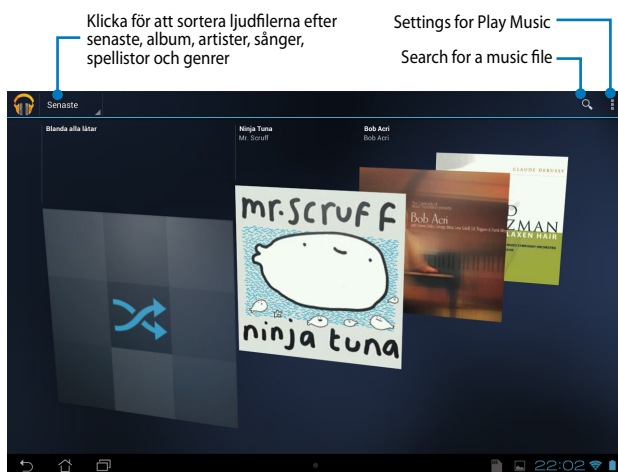 Klicka för att sortera ljudfilerna efter
senaste, album, artister, sånger,
spellistor och genrer
Settings for Play Music
Search for a music file
Senaste
Blanda alla låtar
Ninja Tuna
Mr. Scruff
Bob Acri
Bob Acri
mr.scruff
ninja tuna
Bob Acri
CLAUDE DEBUSSY
ZMAN
LAXEN HAIR
22:02